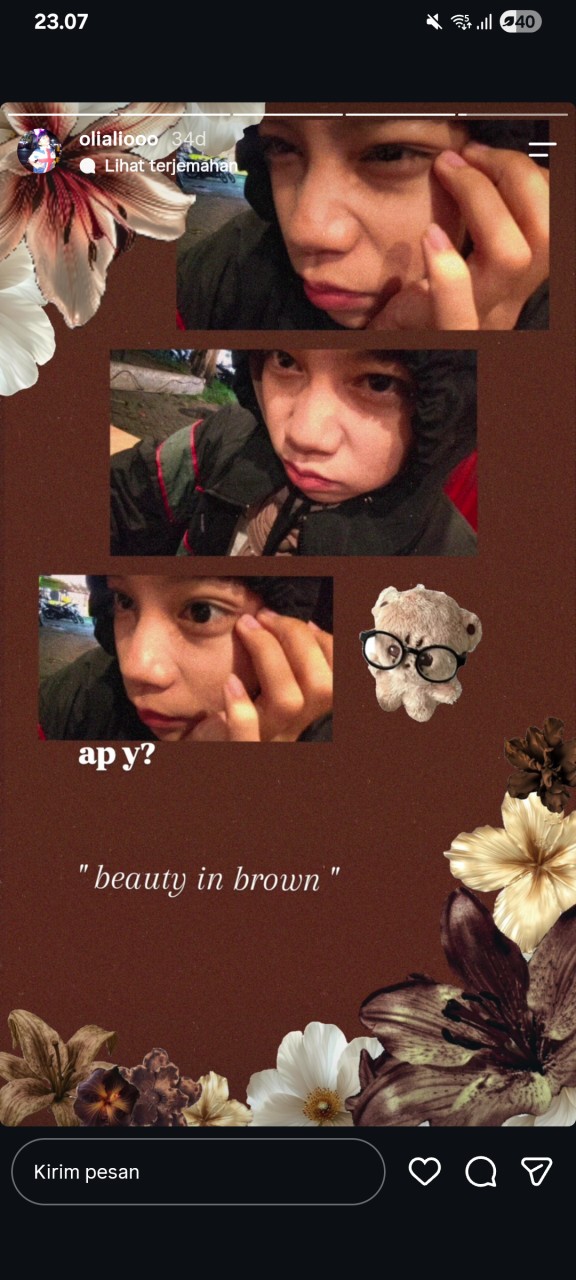 23.07
40
olialiooo 34d
Lihat terjemahan
ap y?
" beauty in brown "
Kirim pesan